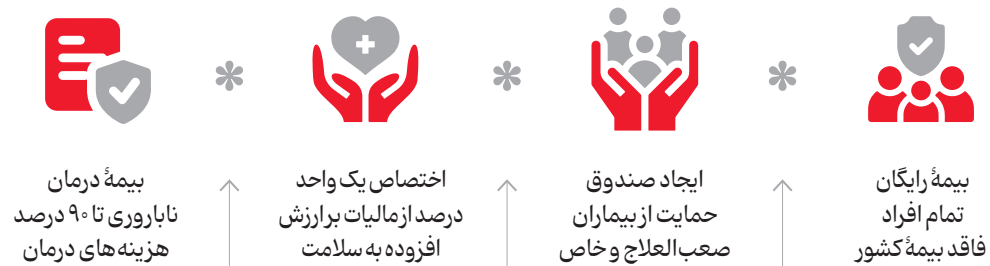 بیمهٔ رایگان
تمام افراد
فاقد بیمهٔ کشور
ایجاد صندوق
حمایت از بیماران
صعب‌العلاج و خاص
اختصاص یک واحد
درصد از مالیات بر ارزش
افزوده به سلامت
بیمهٔ درمان
ناباروری تا ۹۰ درصد
هزینه‌های درمان